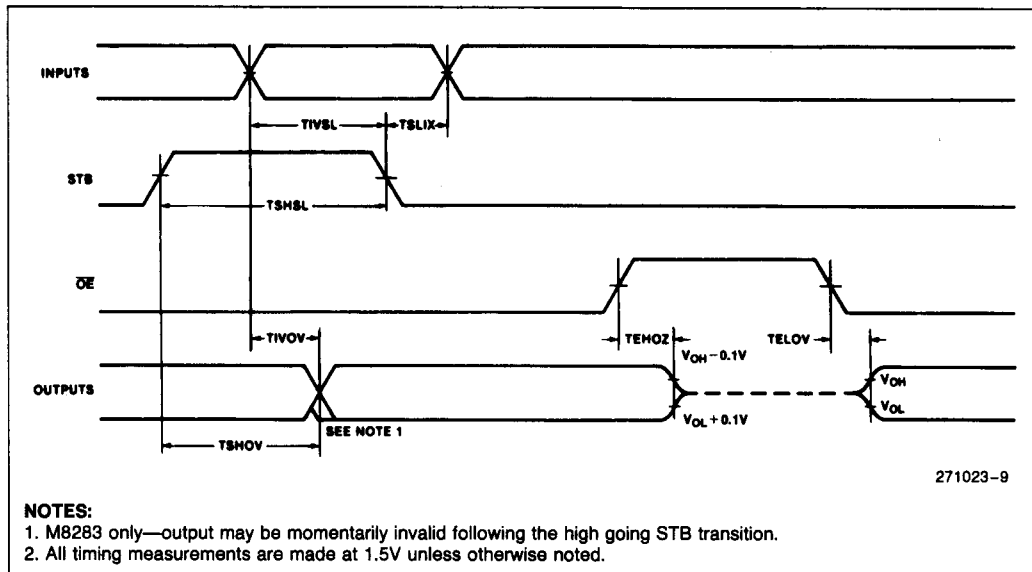 INPUTS
TIVSL
TSLIX
STB
TSHSL
OE
TIVOV
TEHOZ
TELOV
VOH – 0.1V
VOH
OUTPUTS
VOL + 0.1V
VOL
SEE NOTE 1
TSHOV
271023–9
NOTES:
1. M8283 only—output may be momentarily invalid following the high going STB transition.
2. All timing measurements are made at 1.5V unless otherwise noted.